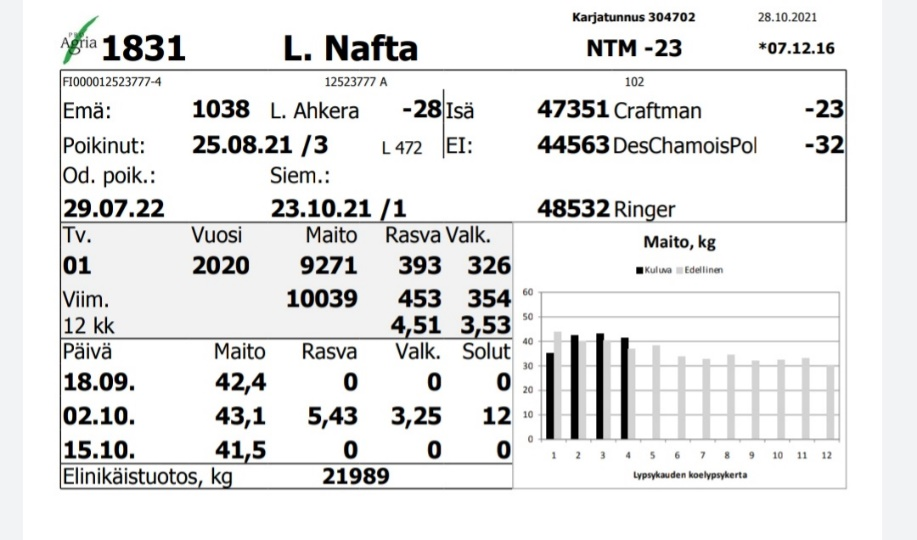 Karjatunnus 304702 28.10.2021
Pro Agria 1831 L. Nafta NTM -23 *07.12.16
FI000012523777-4 12523777 A 102
Emä: 1038 L. Ahkera -28 Isä 47351 Craftman -23
Poikinut: 25.08.21 /3 L 472 EI: 44563 DesChamoisPol -32
Od. poik.: Siem.:
29.07.22 23.10.21 /1 48532 Ringer
Tv. Vuosi Maito Rasva Valk.
01 2020 9271 393 326
Viim. 10039 453 354
12 kk 4,51 3,53
Päivä Maito Rasva Valk. Solut
18.09. 42,4 0 0 0
02.10. 43,1 5,43 3,25 12
15.10. 41,5 0 0 0
Elinikäistuotos, kg 21989
Maito, kg
Kuluva Edellinen
60
50
40
30
20
10
0
1 2 3 4 5 6 7 8 9 10 11 12
Lypsykauden koelypsykerta